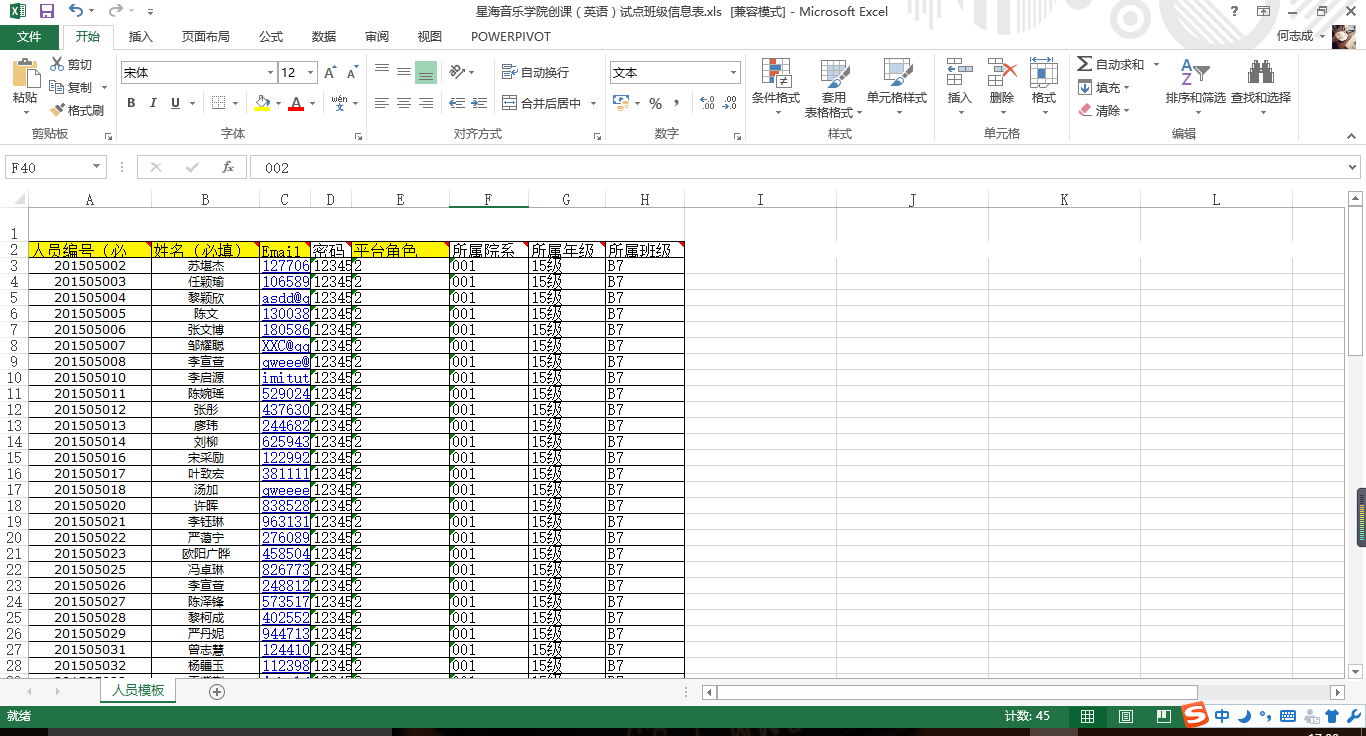 星海音乐学院创课（英语）试点班级信息表.xls [兼容模式] - Microsoft Excel
文件 开始 插入 页面布局 公式 数据 审阅 视图 POWERPIVOT 何志成
粘贴 剪切 复制 格式刷 剪贴板
宋体 12 B I U wén 字体
自动换行 合并后居中 对齐方式
文本 % 数字
条件格式 套用表格格式 单元格样式 样式
插入 删除 格式 单元格
自动求和 填充 清除 排序和筛选 查找和选择 编辑
F40 fx 002
A B C D E F G H I J K L
1
2 人员编号（必 姓名（必填） Email 密码 平台角色 所属院系 所属年级 所属班级
3 201505002 苏堪杰 127706 12345 2 001 15级 B7
4 201505003 任颖瑜 106589 12345 2 001 15级 B7
5 201505004 黎颖欣 asdd@q 12345 2 001 15级 B7
6 201505005 陈文 130038 12345 2 001 15级 B7
7 201505006 张文博 180586 12345 2 001 15级 B7
8 201505007 邹耀聪 XXC@qq 12345 2 001 15级 B7
9 201505008 李宣萱 qweee@ 12345 2 001 15级 B7
10 201505010 李启源 imitut 12345 2 001 15级 B7
11 201505011 陈婉瑶 529024 12345 2 001 15级 B7
12 201505012 张彤 437630 12345 2 001 15级 B7
13 201505013 廖玮 244682 12345 2 001 15级 B7
14 201505014 刘柳 625943 12345 2 001 15级 B7
15 201505016 宋采励 122992 12345 2 001 15级 B7
16 201505017 叶致宏 381111 12345 2 001 15级 B7
17 201505018 汤加 qweeee 12345 2 001 15级 B7
18 201505020 许晖 838528 12345 2 001 15级 B7
19 201505021 李钰琳 963131 12345 2 001 15级 B7
20 201505022 严蔼宁 276089 12345 2 001 15级 B7
21 201505023 欧阳广晔 458504 12345 2 001 15级 B7
22 201505025 冯卓琳 826773 12345 2 001 15级 B7
23 201505026 李宣萱 248812 12345 2 001 15级 B7
24 201505027 陈泽锋 573517 12345 2 001 15级 B7
25 201505028 黎柯成 402552 12345 2 001 15级 B7
26 201505029 严丹妮 944713 12345 2 001 15级 B7
27 201505031 曾志慧 124410 12345 2 001 15级 B7
28 201505032 杨疆玉 112398 12345 2 001 15级 B7
人员模板
就绪 计数: 45 中